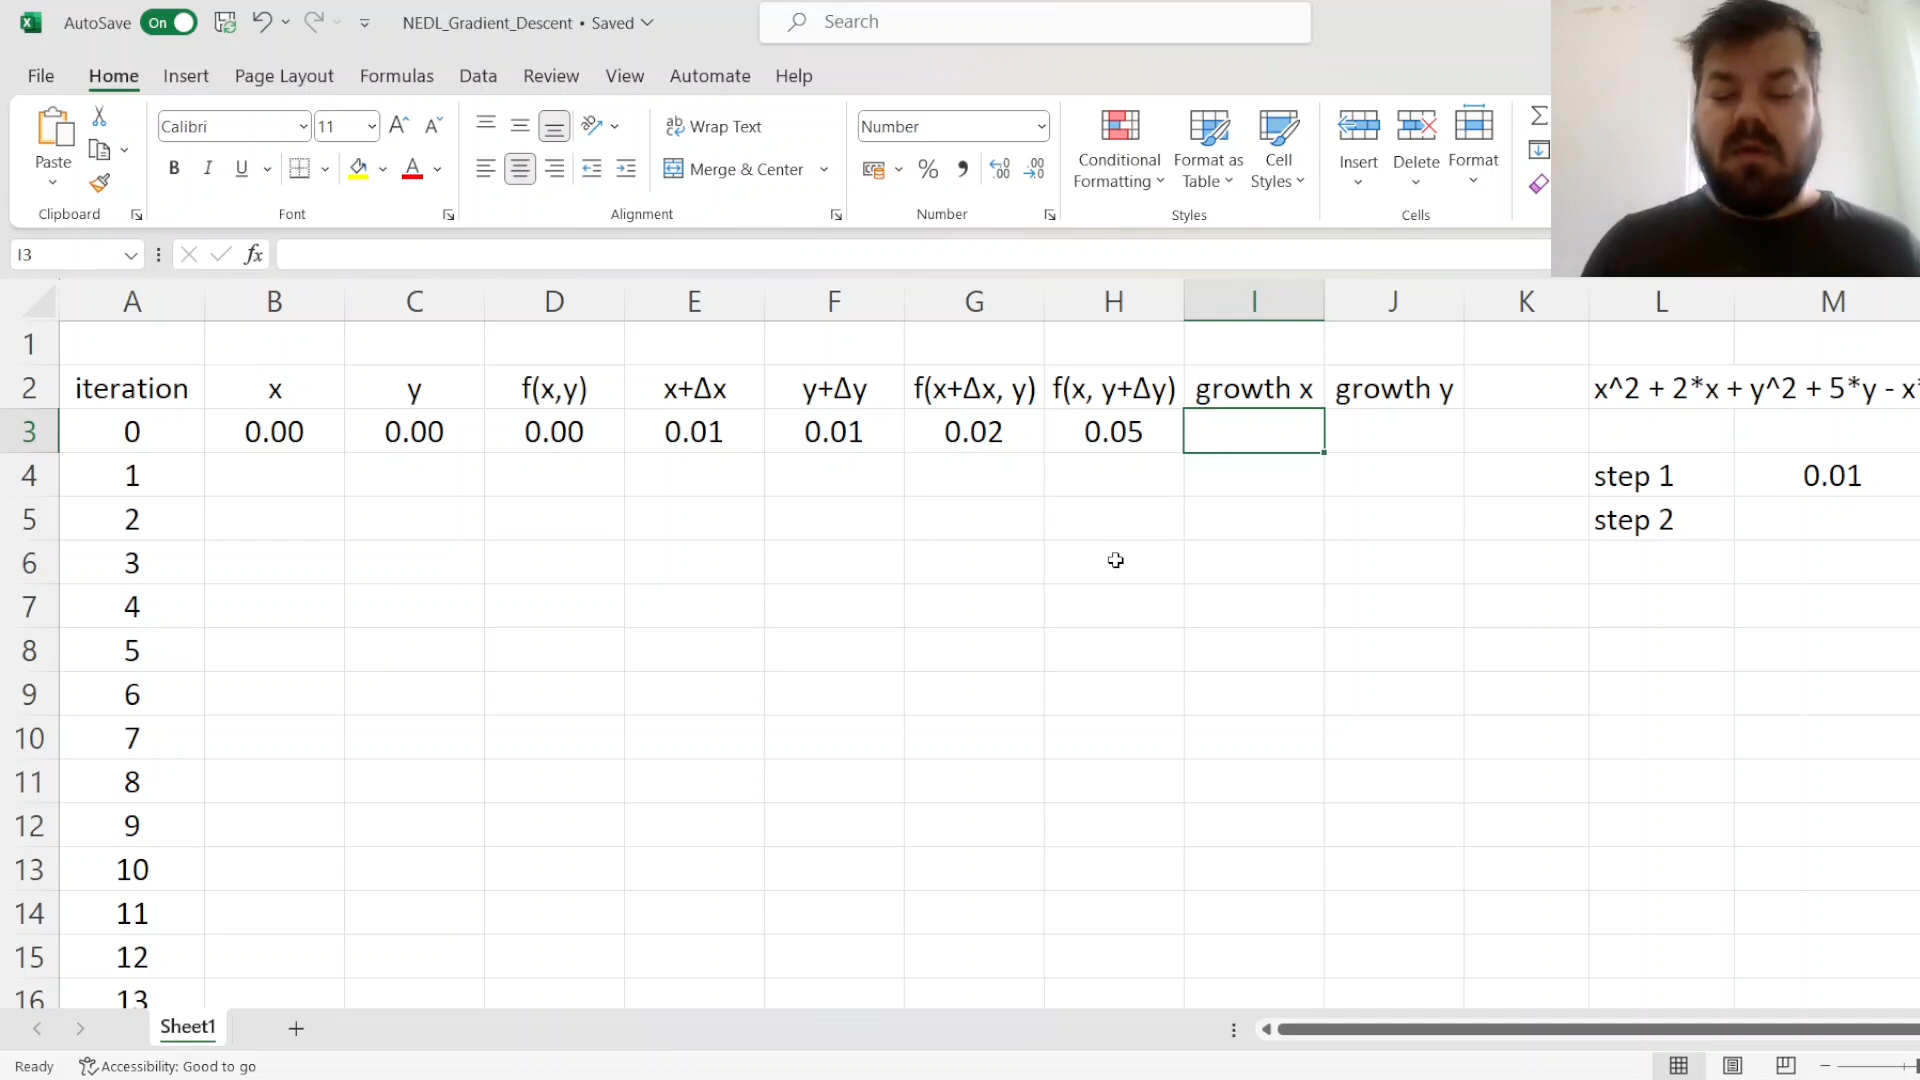 AutoSave On NEDL_Gradient_Descent • Saved Search
File Home Insert Page Layout Formulas Data Review View Automate Help
Paste Calibri 11 A A B I U A ab Wrap Text Merge & Center Number % Conditional Formatting Format as Table Cell Styles Insert Delete Format
Clipboard Font Alignment Number Styles Cells
I3 fx
A B C D E F G H I J K L M
1
2 iteration x y f(x,y) x+Δx y+Δy f(x+Δx, y) f(x, y+Δy) growth x growth y x^2 + 2*x + y^2 + 5*y - x*
3 0 0.00 0.00 0.00 0.01 0.01 0.02 0.05
4 1 step 1 0.01
5 2 step 2
6 3
7 4
8 5
9 6
10 7
11 8
12 9
13 10
14 11
15 12
16 13
Sheet1
Ready Accessibility: Good to go